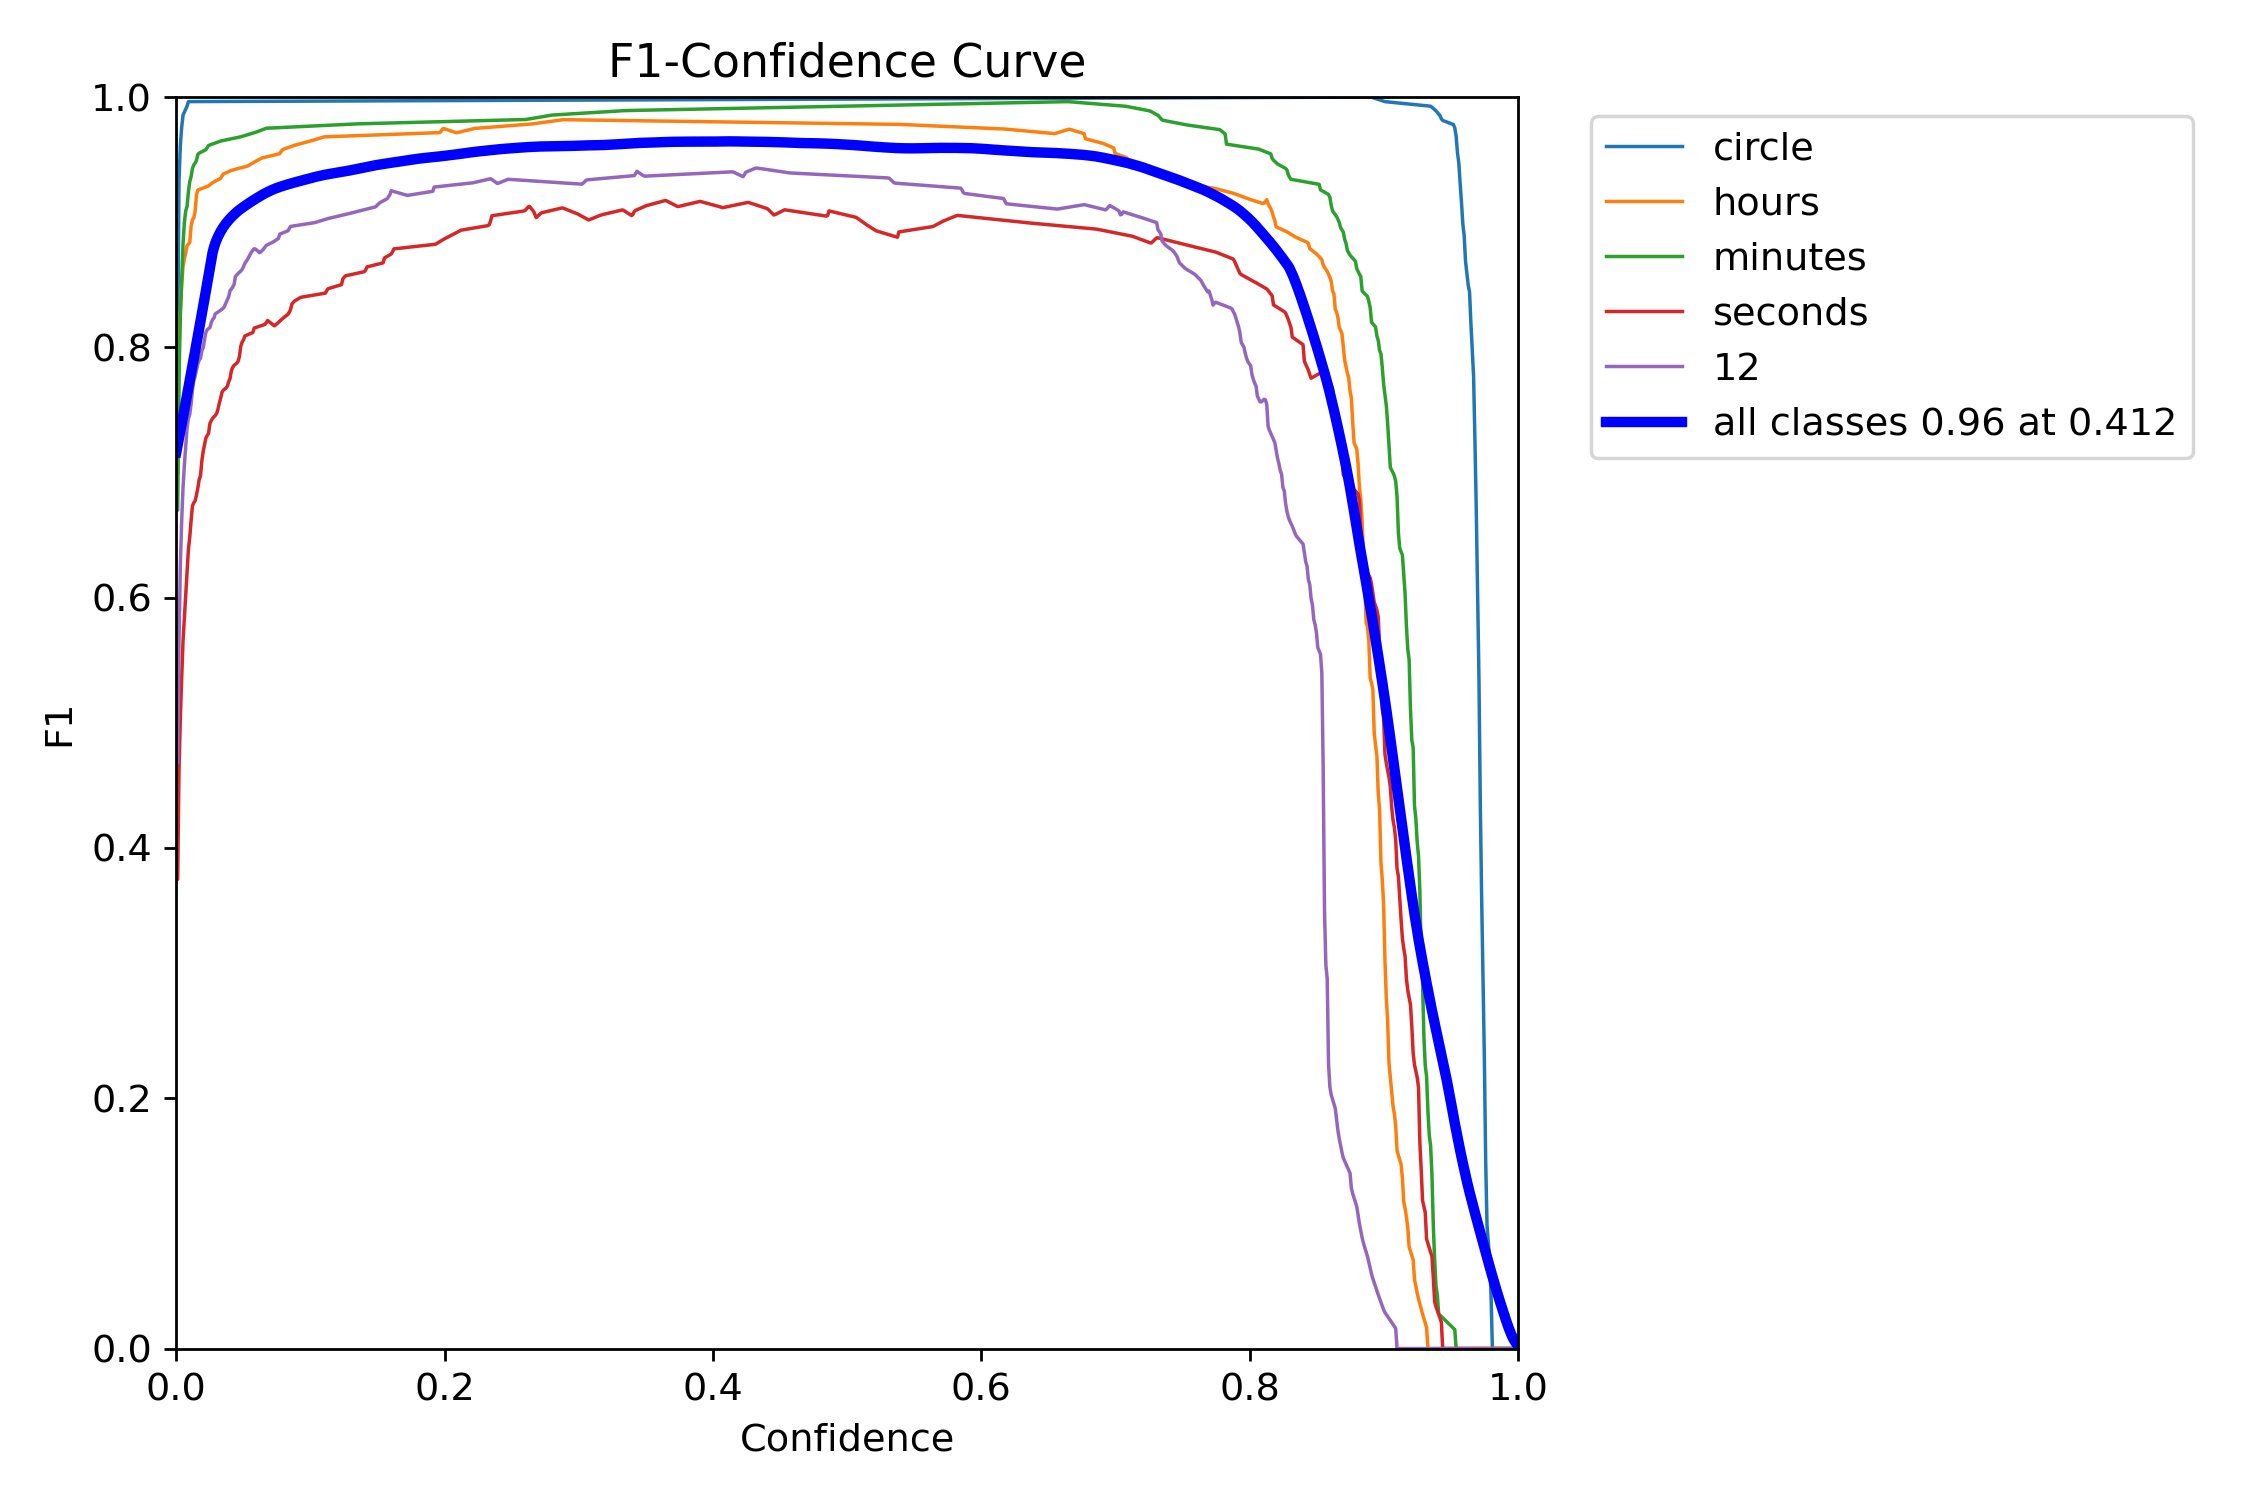 F1-Confidence Curve
1.0
0.8
0.6
0.4
0.2
0.0
F1
0.0 0.2 0.4 0.6 0.8 1.0
Confidence
circle
hours
minutes
seconds
12
all classes 0.96 at 0.412